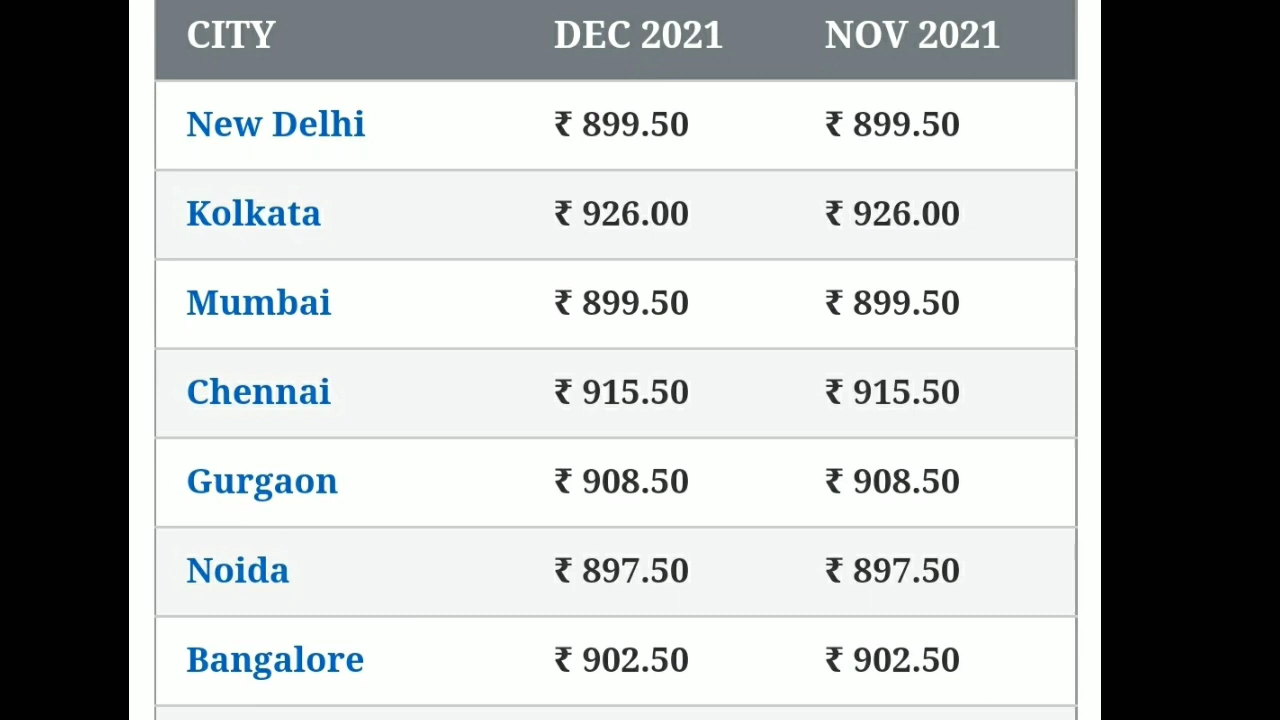 CITY DEC 2021 NOV 2021
New Delhi ₹ 899.50 ₹ 899.50
Kolkata ₹ 926.00 ₹ 926.00
Mumbai ₹ 899.50 ₹ 899.50
Chennai ₹ 915.50 ₹ 915.50
Gurgaon ₹ 908.50 ₹ 908.50
Noida ₹ 897.50 ₹ 897.50
Bangalore ₹ 902.50 ₹ 902.50